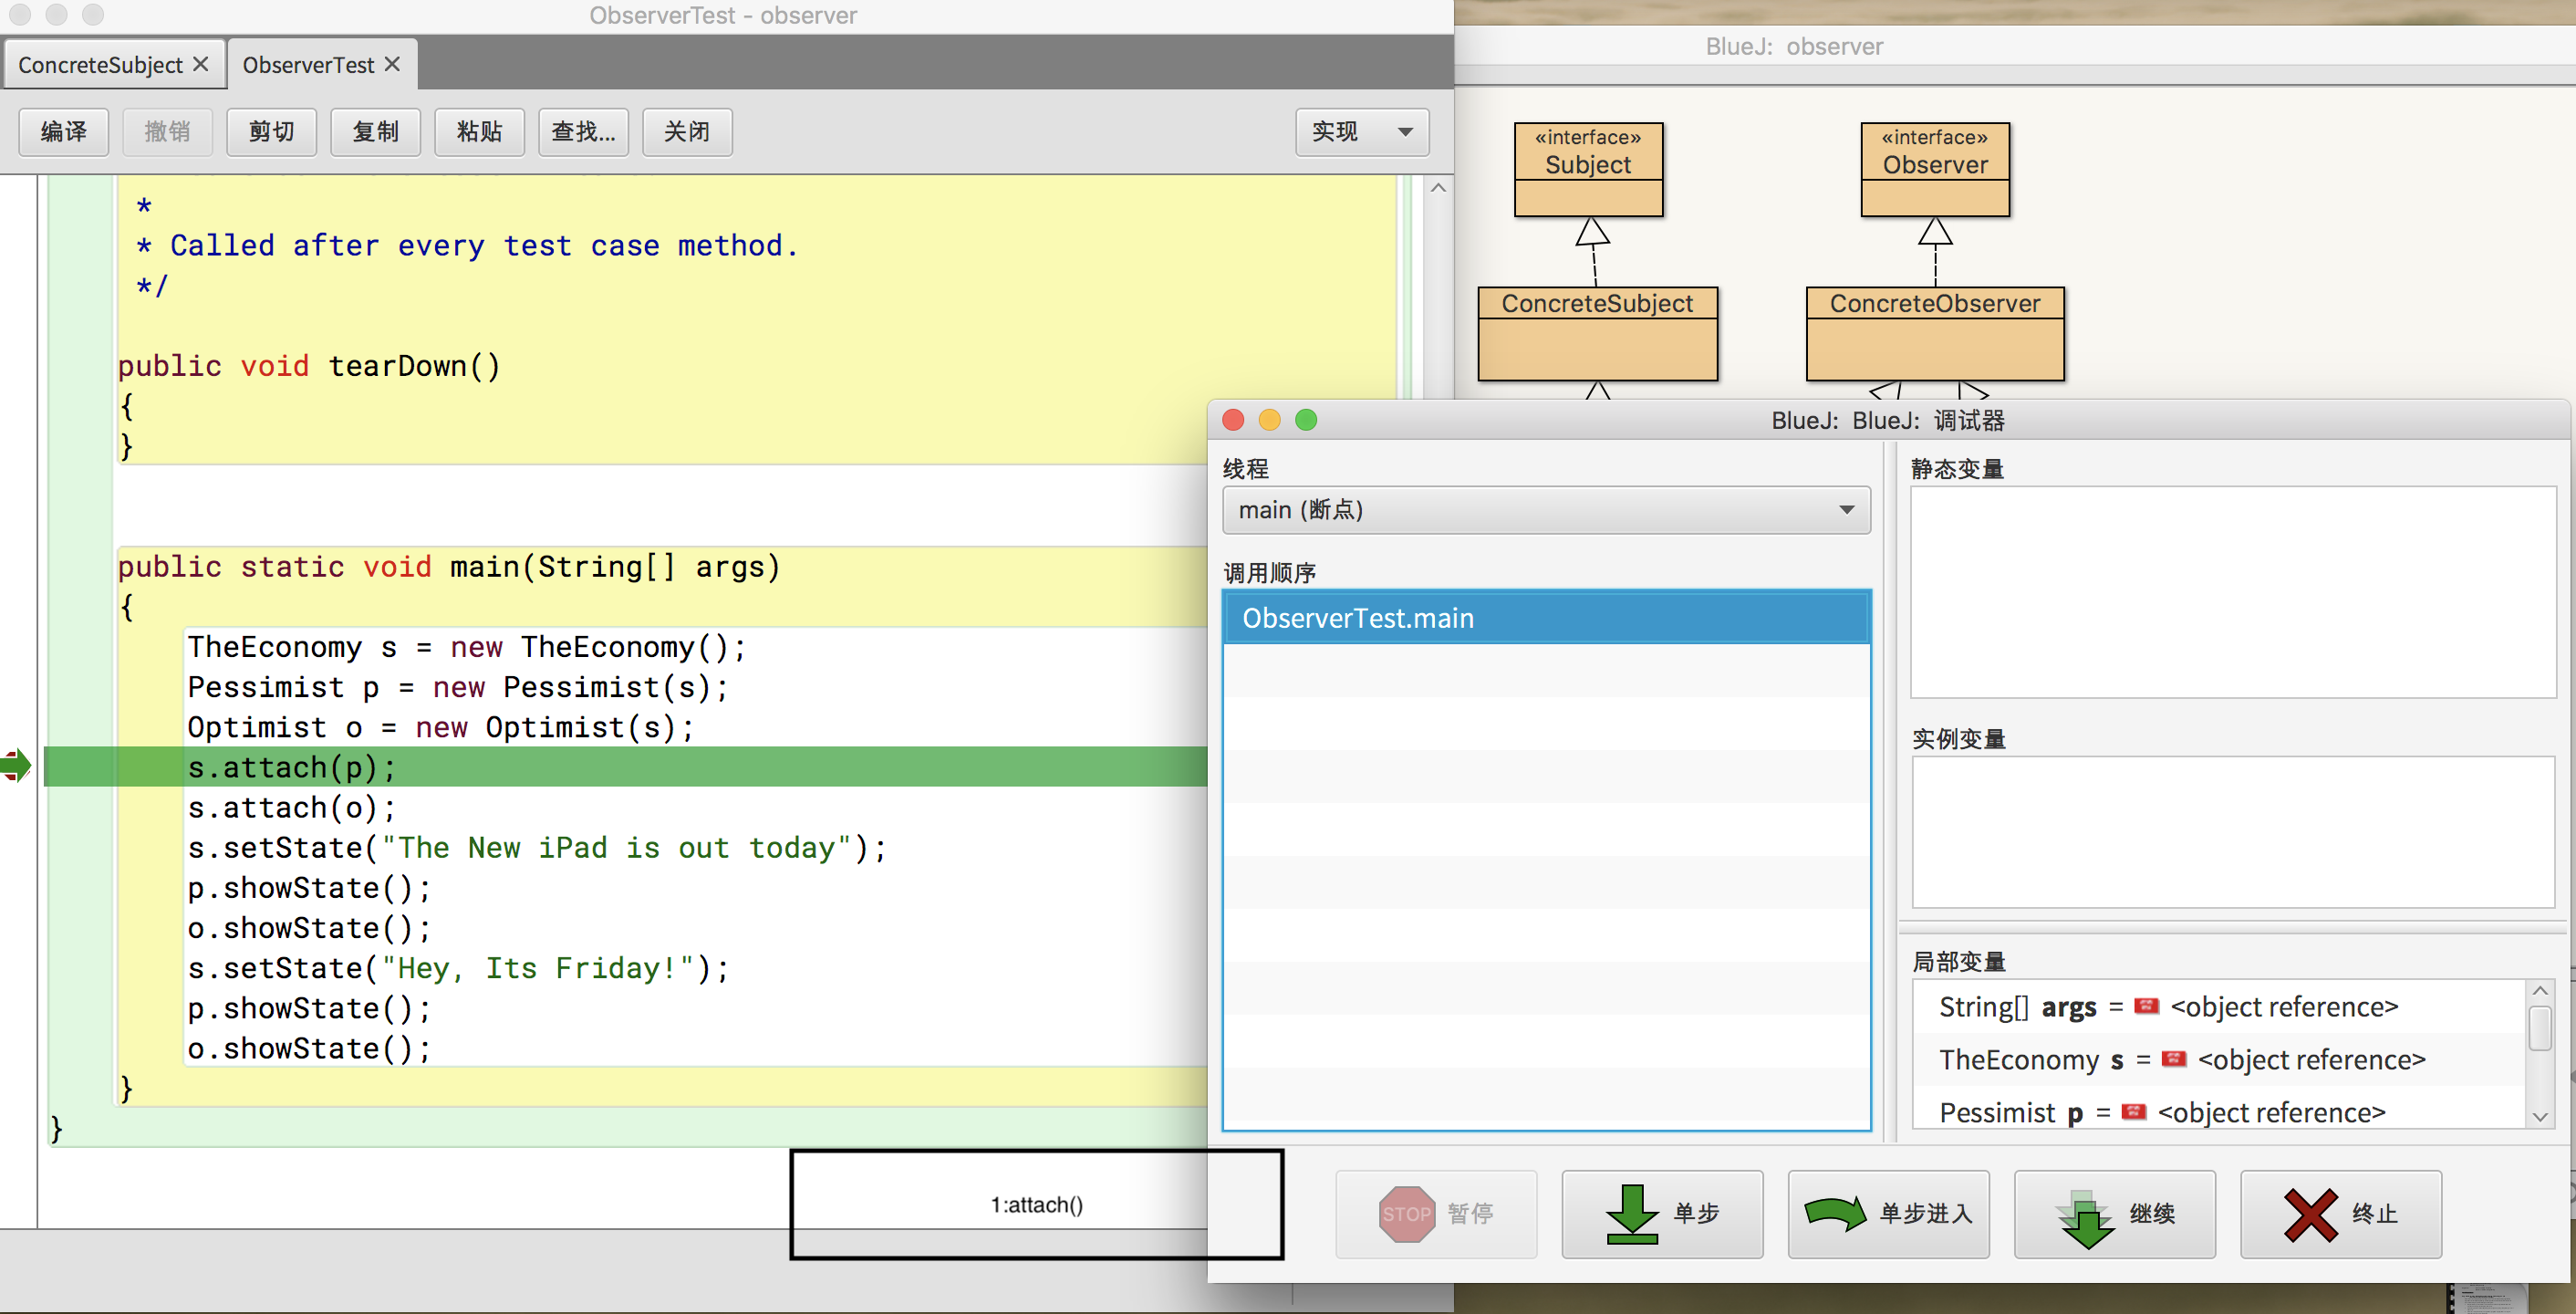 ObserverTest - observer
ConcreteSubject
ObserverTest
编译
撤销
剪切
复制
粘贴
查找...
关闭
实现
*
* Called after every test case method.
*/
public void tearDown()
{
}
public static void main(String[] args)
{
TheEconomy s = new TheEconomy();
Pessimist p = new Pessimist(s);
Optimist o = new Optimist(s);
s.attach(p);
s.attach(o);
s.setState("The New iPad is out today");
p.showState();
o.showState();
s.setState("Hey, Its Friday!");
p.showState();
o.showState();
}
}
1:attach()
BlueJ: observer
«interface»
Subject
«interface»
Observer
ConcreteSubject
ConcreteObserver
BlueJ: BlueJ: 调试器
线程
main (断点)
调用顺序
ObserverTest.main
静态变量
实例变量
局部变量
String[] args = <object reference>
TheEconomy s = <object reference>
Pessimist p = <object reference>
STOP 暂停
单步
单步进入
继续
终止